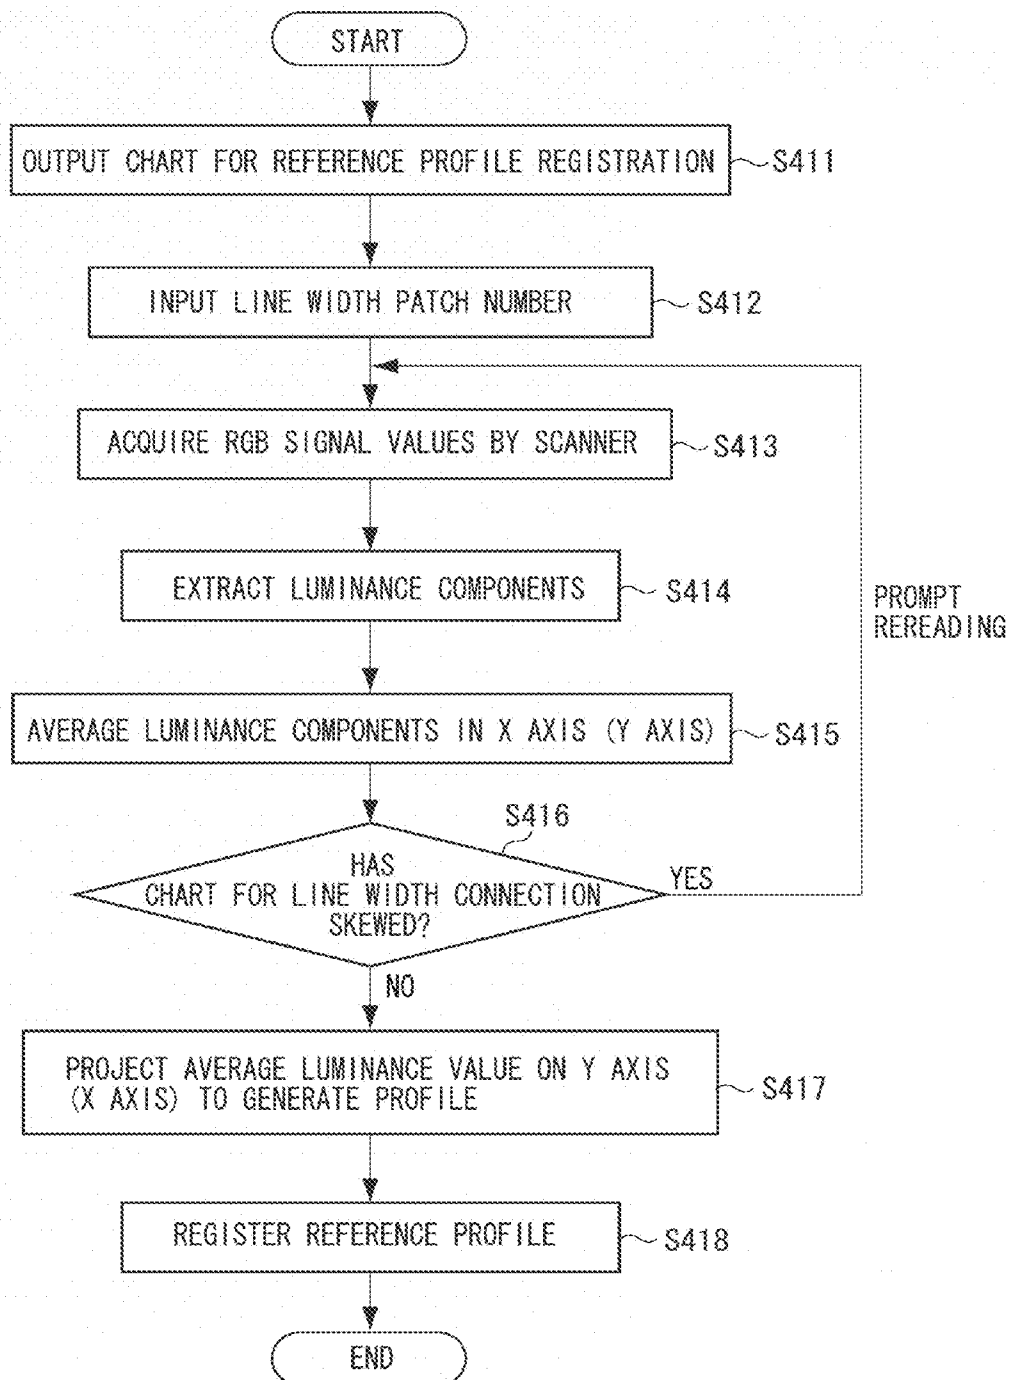 START
OUTPUT CHART FOR REFERENCE PROFILE REGISTRATION
S411
INPUT LINE WIDTH PATCH NUMBER
S412
ACQUIRE RGB SIGNAL VALUES BY SCANNER
S413
EXTRACT LUMINANCE COMPONENTS
S414
PROMPT
REREADING
AVERAGE LUMINANCE COMPONENTS IN X AXIS (Y AXIS)
S415
S416
HAS
CHART FOR LINE WIDTH CONNECTION
SKEWED?
YES
NO
PROJECT AVERAGE LUMINANCE VALUE ON Y AXIS
(X AXIS) TO GENERATE PROFILE
S417
REGISTER REFERENCE PROFILE
S418
END